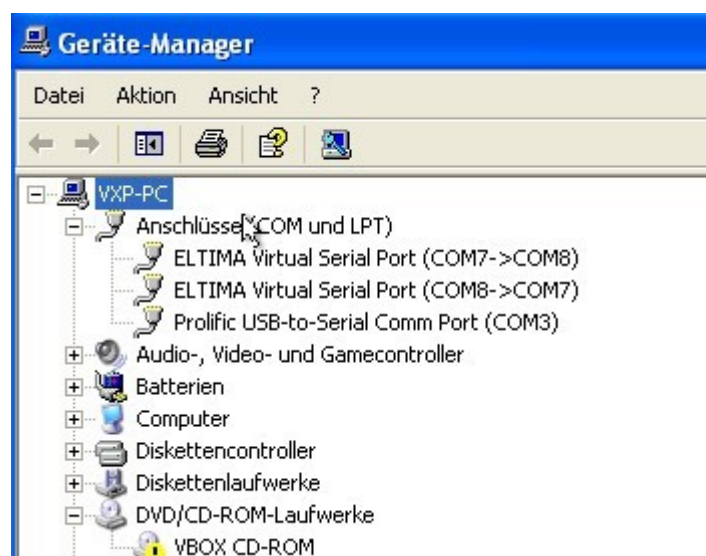 Geräte-Manager
Datei Aktion Ansicht ?
VXP-PC
Anschlüsse (COM und LPT)
ELTIMA Virtual Serial Port (COM7->COM8)
ELTIMA Virtual Serial Port (COM8->COM7)
Prolific USB-to-Serial Comm Port (COM3)
Audio-, Video- und Gamecontroller
Batterien
Computer
Diskettencontroller
Diskettenlaufwerke
DVD/CD-ROM-Laufwerke
VBOX CD-ROM